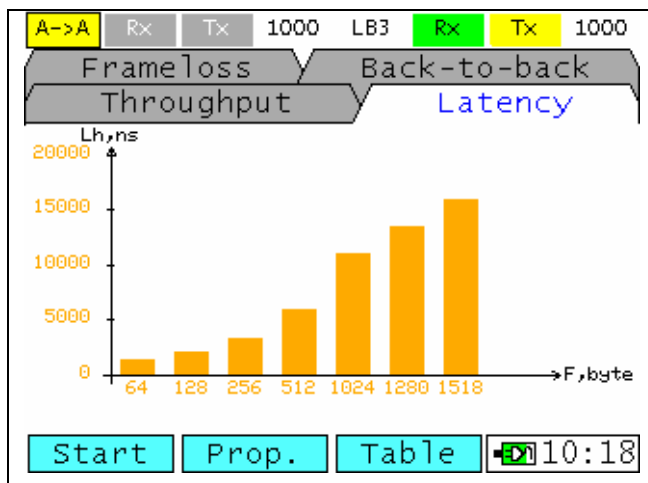 A->A Rx Tx 1000 LB3 Rx Tx 1000
Frameloss Back-to-back
Throughput Latency
Lh,ns
20000
15000
10000
5000
0
64 128 256 512 1024 1280 1518 F,byte
Start Prop. Table 10:18